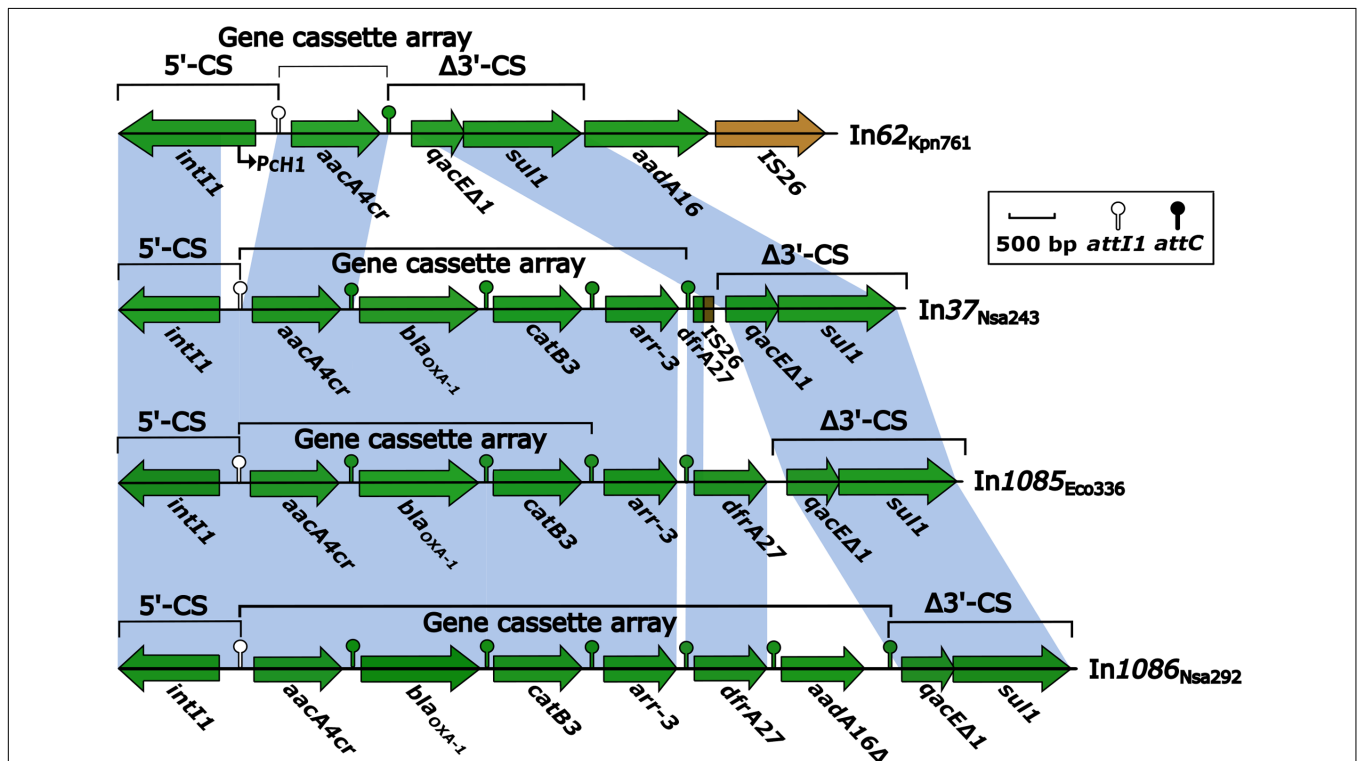 Gene cassette array
5'-CS Δ3'-CS
In62Kpn761
intI1 PcH1 aacA4cr qacEΔ1 sul1 aadA16 IS26
500 bp attI1 attC
5'-CS Gene cassette array Δ3'-CS
In37Nsa243
intI1 aacA4cr blaOXA-1 catB3 arr-3 dfrA27 IS26 qacEΔ1 sul1
5'-CS Gene cassette array Δ3'-CS
In1085Eco336
intI1 aacA4cr blaOXA-1 catB3 arr-3 dfrA27 qacEΔ1 sul1
5'-CS Gene cassette array Δ3'-CS
In1086Nsa292
intI1 aacA4cr blaOXA-1 catB3 arr-3 dfrA27 aadA16Δ qacEΔ1 sul1